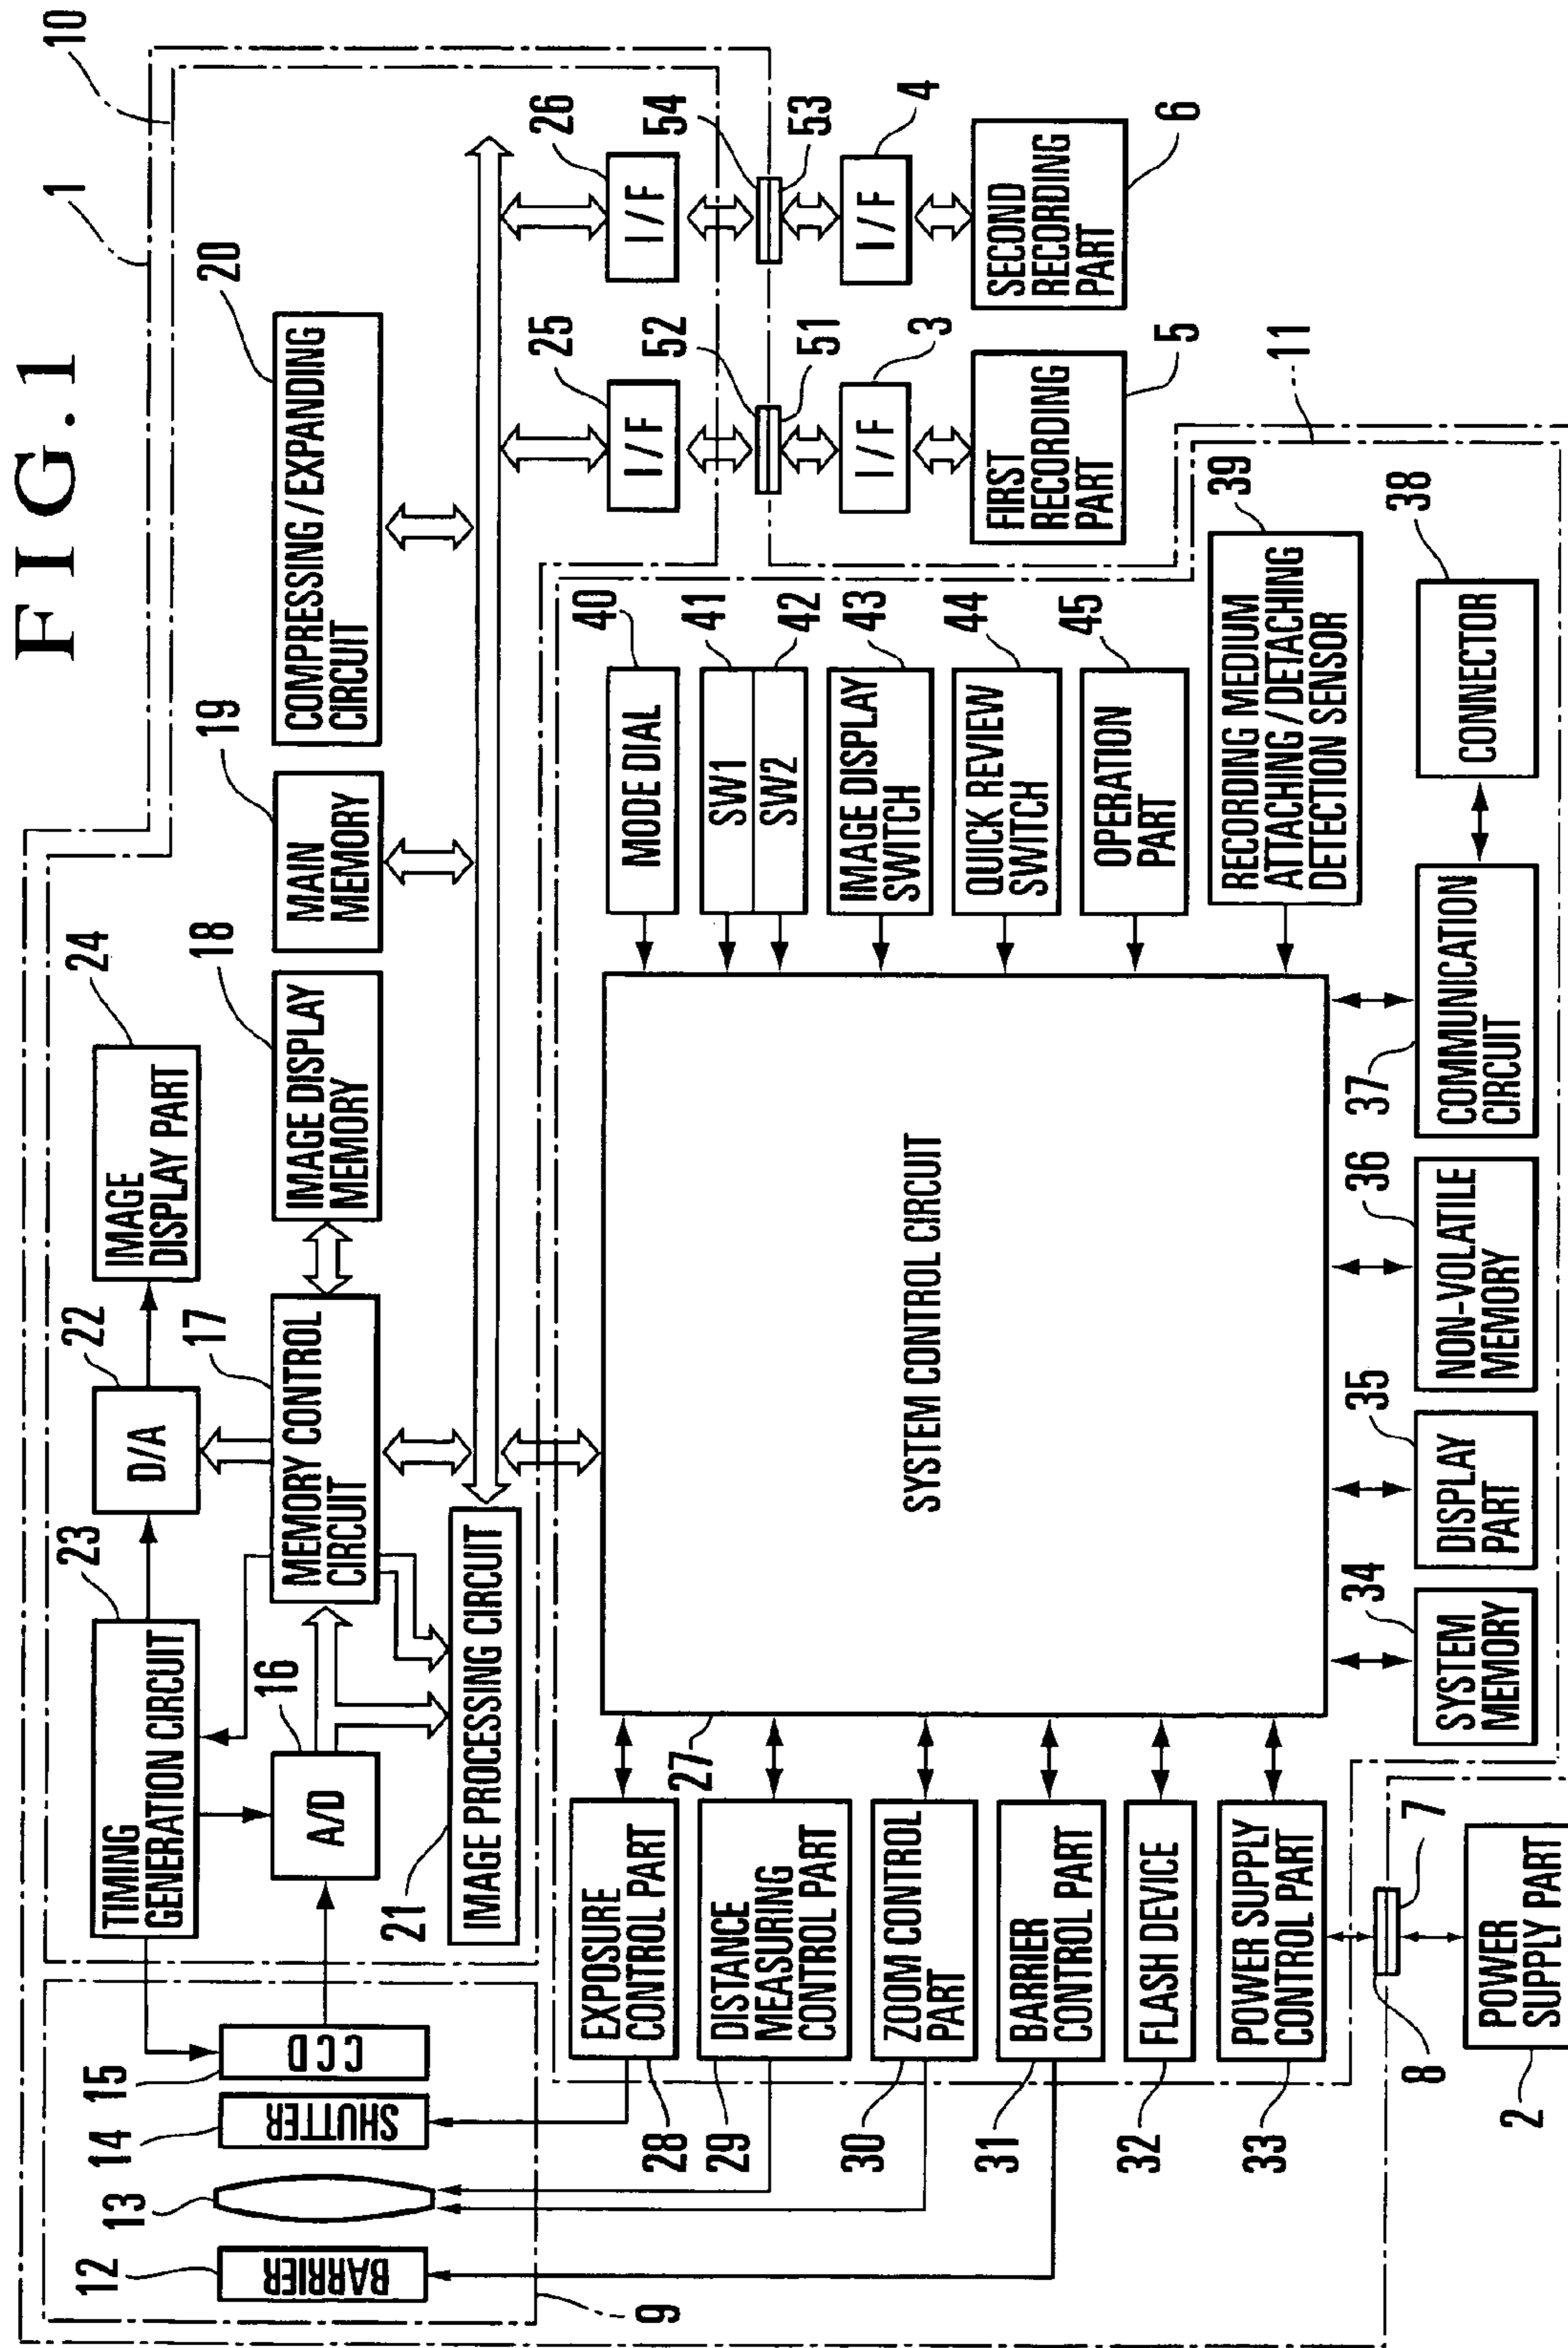 FIG.1
1
10
9
11
12
BARRIER
13
14
SHUTTER
15
CCD
23
TIMING
GENERATION CIRCUIT
22
D/A
24
IMAGE
DISPLAY PART
16
A/D
17
MEMORY CONTROL
CIRCUIT
18
IMAGE DISPLAY
MEMORY
19
MAIN
MEMORY
20
COMPRESSING/EXPANDING
CIRCUIT
21
IMAGE PROCESSING CIRCUIT
25
I/F
26
I/F
52
51
54
53
3
I/F
4
I/F
FIRST
RECORDING
PART
5
SECOND
RECORDING
PART
6
27
SYSTEM CONTROL CIRCUIT
EXPOSURE
CONTROL PART
28
DISTANCE
MEASURING
CONTROL PART
29
ZOOM CONTROL
PART
30
BARRIER
CONTROL PART
31
FLASH DEVICE
32
POWER SUPPLY
CONTROL PART
33
MODE DIAL
40
SW1
41
SW2
42
IMAGE DISPLAY
SWITCH
43
QUICK REVIEW
SWITCH
44
OPERATION
PART
45
RECORDING MEDIUM
ATTACHING/DETACHING
DETECTION SENSOR
39
34
SYSTEM
MEMORY
35
DISPLAY
PART
36
NON-VOLATILE
MEMORY
37
COMMUNICATION
CIRCUIT
38
CONNECTOR
8
7
2
POWER
SUPPLY PART